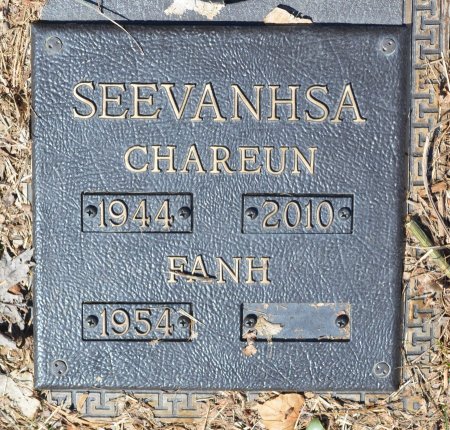 SEEVANHSA
CHAREUN
1944 2010
FANH
1954